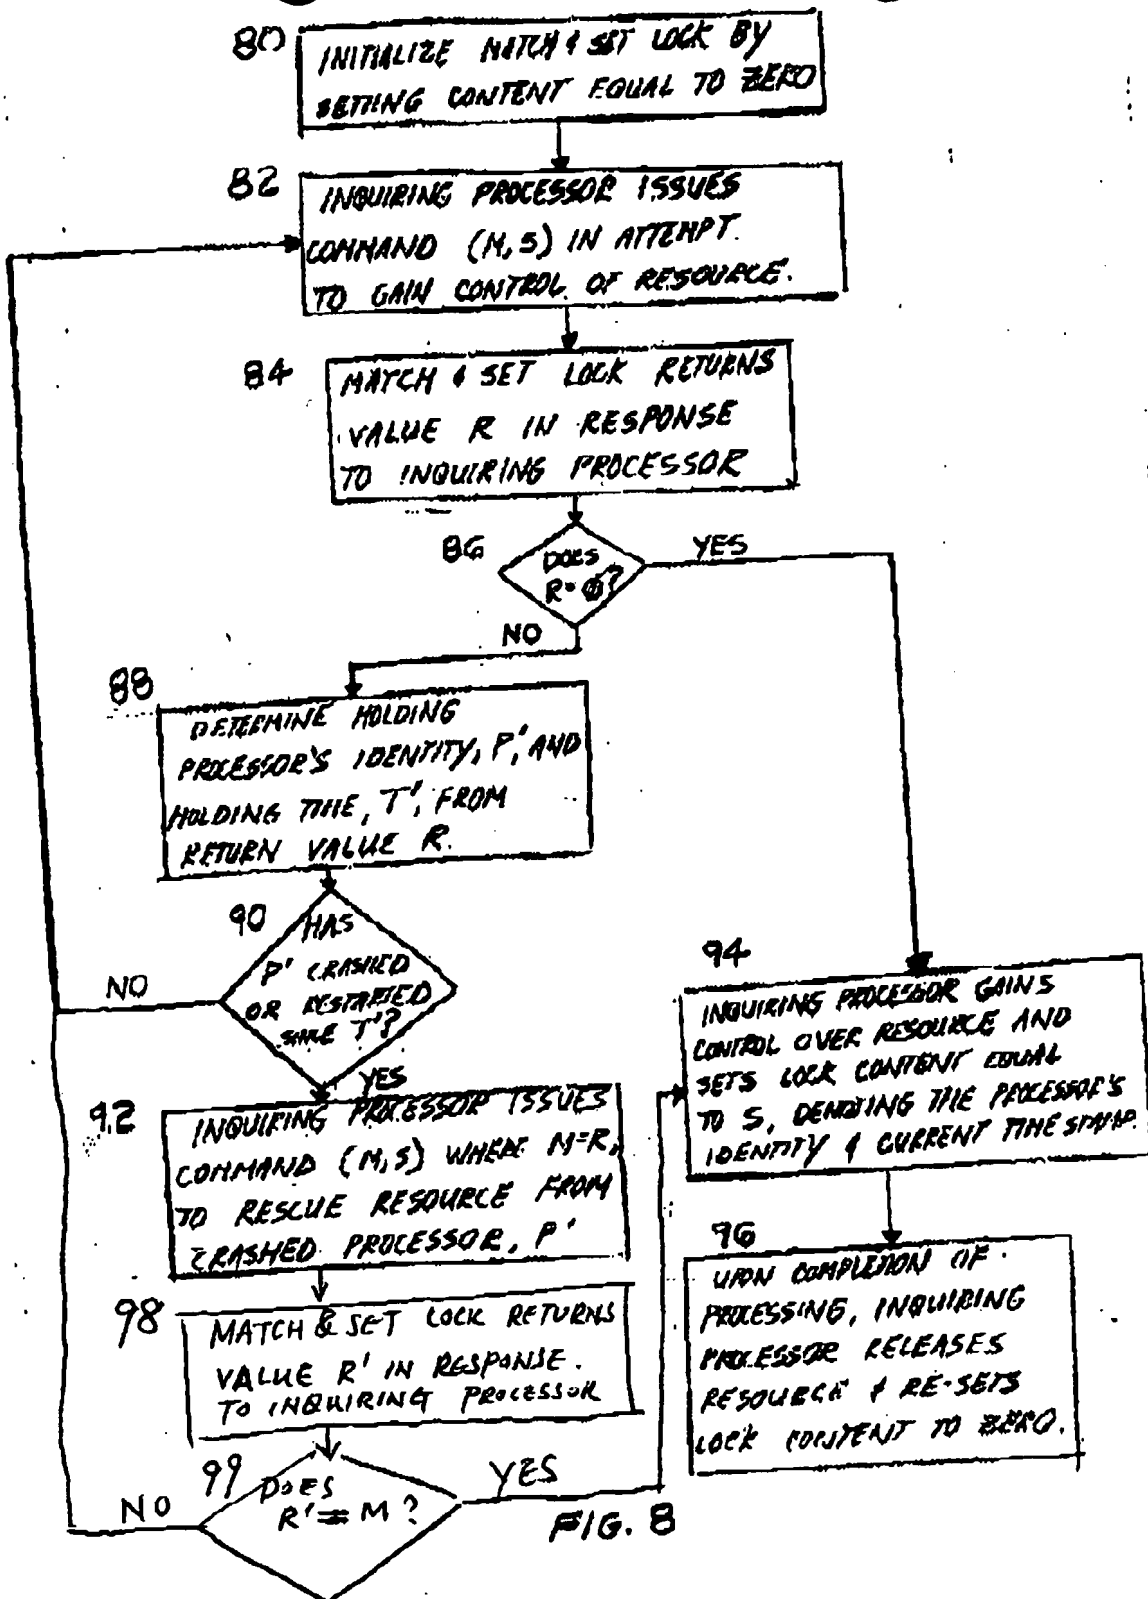 80
INITIALIZE MATCH & SET LOCK BY
SETTING CONTENT EQUAL TO ZERO
82
INQUIRING PROCESSOR ISSUES
COMMAND (M,S) IN ATTEMPT
TO GAIN CONTROL OF RESOURCE.
84
MATCH & SET LOCK RETURNS
VALUE R IN RESPONSE
TO INQUIRING PROCESSOR
86
DOES
R=Ø?
YES
NO
88
DETERMINE HOLDING
PROCESSOR'S IDENTITY, P', AND
HOLDING TIME, T', FROM
RETURN VALUE R.
90
HAS
P' CRASHED
OR RESTARTED
SINCE T'?
NO
YES
92
INQUIRING PROCESSOR ISSUES
COMMAND (M,S) WHERE M=R,
TO RESCUE RESOURCE FROM
CRASHED PROCESSOR, P'
94
INQUIRING PROCESSOR GAINS
CONTROL OVER RESOURCE AND
SETS LOCK CONTENT EQUAL
TO S, DENOTING THE PROCESSOR'S
IDENTITY & CURRENT TIME STAMP.
96
UPON COMPLETION OF
PROCESSING, INQUIRING
PROCESSOR RELEASES
RESOURCE & RE-SETS
LOCK CONTENT TO ZERO.
98
MATCH & SET LOCK RETURNS
VALUE R' IN RESPONSE.
TO INQUIRING PROCESSOR
99
DOES
R' = M ?
NO
YES
FIG. 8